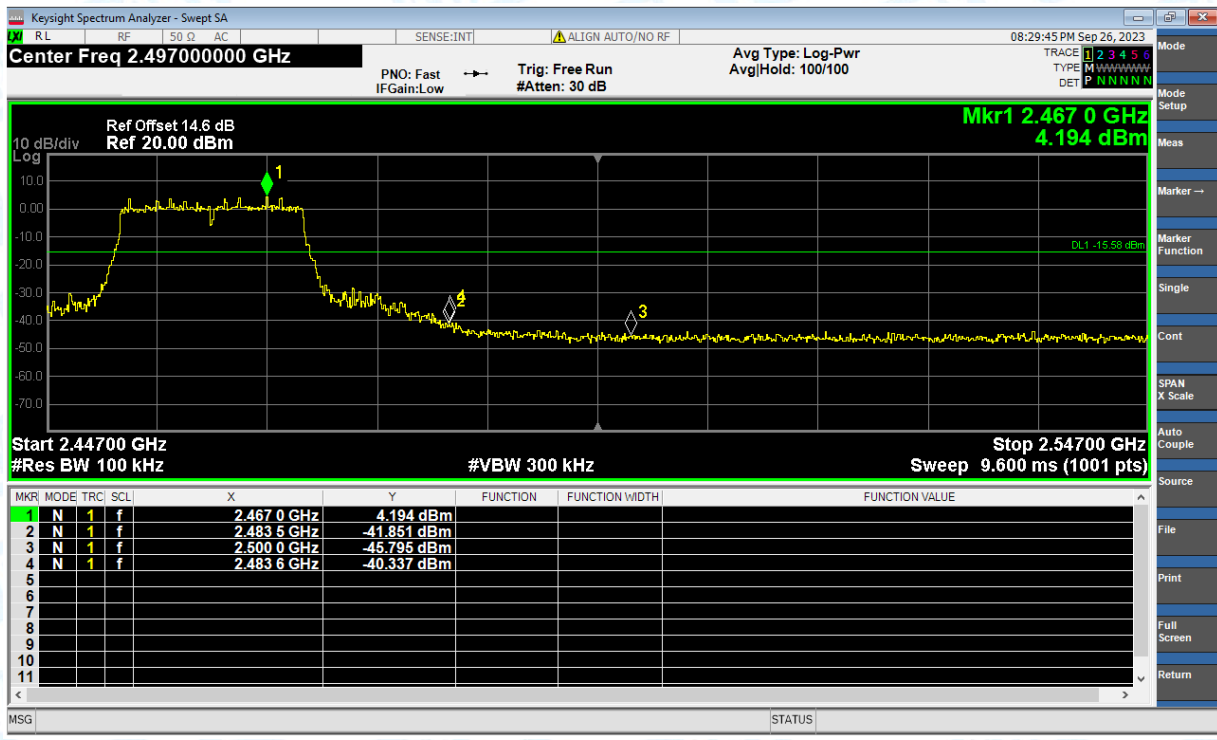 Keysight Spectrum Analyzer - Swept SA
LXI RL RF 50 Ω AC SENSE:INT ALIGN AUTO/NO RF 08:29:45 PM Sep 26, 2023
Center Freq 2.497000000 GHz
PNO: Fast
IFGain:Low
Trig: Free Run
#Atten: 30 dB
Avg Type: Log-Pwr
Avg|Hold: 100/100
TRACE 1 2 3 4 5 6
TYPE M WWWWW
DET P N N N N N
Ref Offset 14.6 dB
10 dB/div Ref 20.00 dBm
Log
Mkr1 2.467 0 GHz
4.194 dBm
10.0
0.00
-10.0
-20.0
-30.0
-40.0
-50.0
-60.0
-70.0
1
4
2
3
DL1 -15.58 dBm
Start 2.44700 GHz Stop 2.54700 GHz
#Res BW 100 kHz #VBW 300 kHz Sweep 9.600 ms (1001 pts)
MKR MODE TRC SCL X Y FUNCTION FUNCTION WIDTH FUNCTION VALUE
1 N 1 f 2.467 0 GHz 4.194 dBm
2 N 1 f 2.483 5 GHz -41.851 dBm
3 N 1 f 2.500 0 GHz -45.795 dBm
4 N 1 f 2.483 6 GHz -40.337 dBm
5
6
7
8
9
10
11
MSG STATUS
Mode
Mode
Setup
Meas
Marker →
Marker
Function
Single
Cont
SPAN
X Scale
Auto
Couple
Source
File
Print
Full
Screen
Return